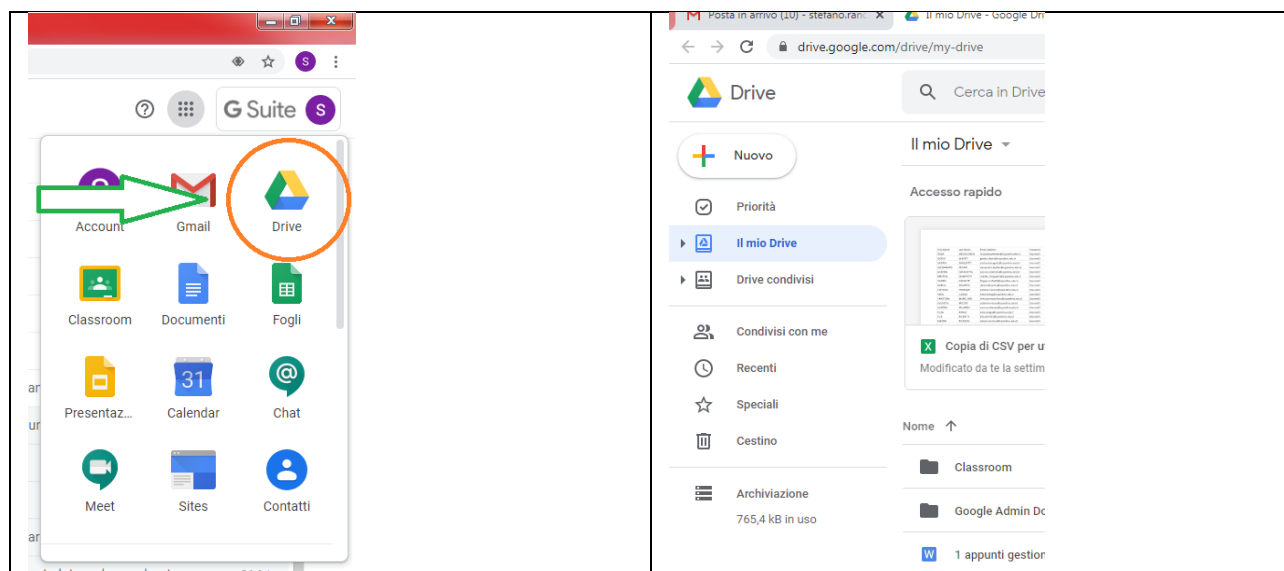 G Suite S
S
Account Gmail Drive
Classroom Documenti Fogli
31
Presentaz... Calendar Chat
Meet Sites Contatti
Posta in arrivo (10) - stefano.ranc
Il mio Drive - Google Dri
drive.google.com/drive/my-drive
Drive
Cerca in Drive
Nuovo
Il mio Drive
Priorità
Accesso rapido
Il mio Drive
Drive condivisi
Condivisi con me
X Copia di CSV per u
Recenti
Modificato da te la settim
Speciali
Nome
Cestino
Classroom
Archiviazione
Google Admin Do
765,4 kB in uso
W 1 appunti gestion